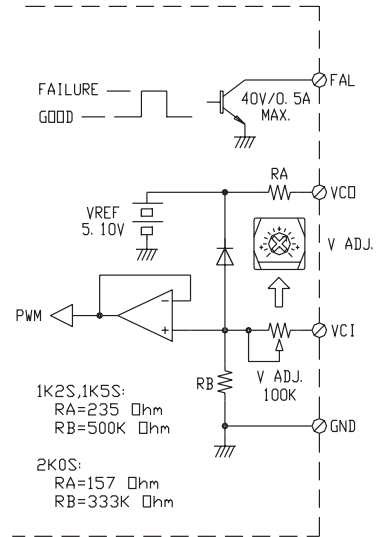 FAILURE
GOOD
FAL
40V/0.5A
MAX.
RA
VCO
VREF
5.10V
V ADJ.
PWM
-
+
VCI
RB
V ADJ.
100K
GND
1K2S,1K5S:
RA=235 Ohm
RB=500K Ohm
2K0S:
RA=157 Ohm
RB=333K Ohm